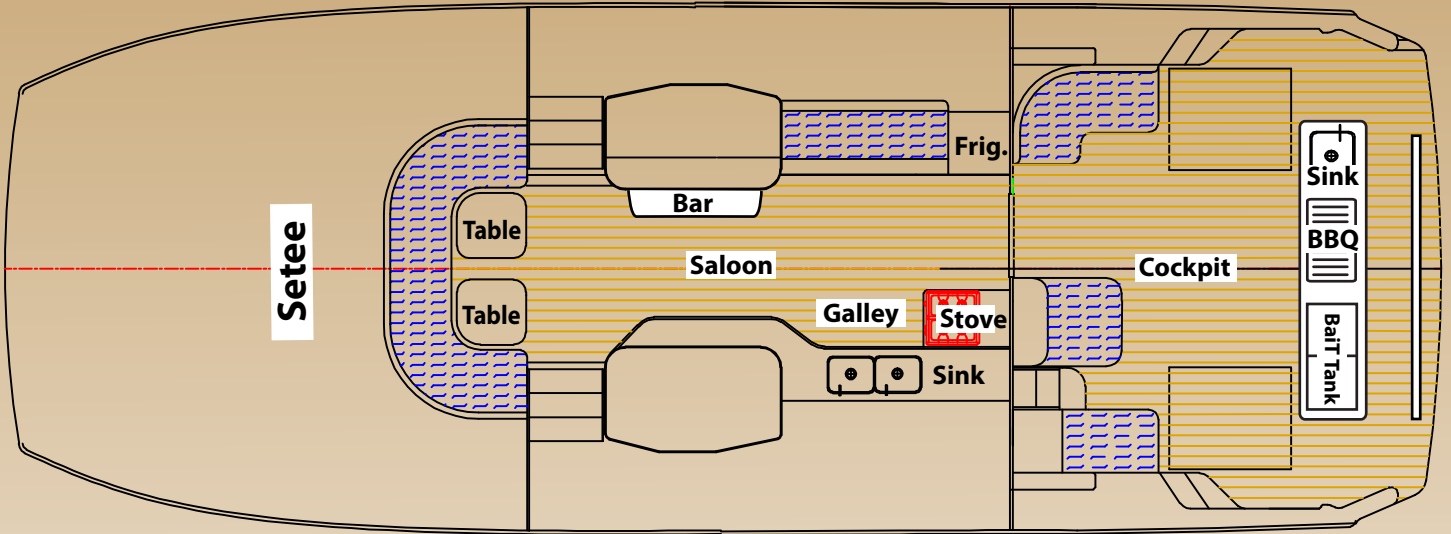 Setee
Table
Table
Bar
Saloon
Galley
Stove
Sink
Frig.
Cockpit
Sink
BBQ
BaiT Tank